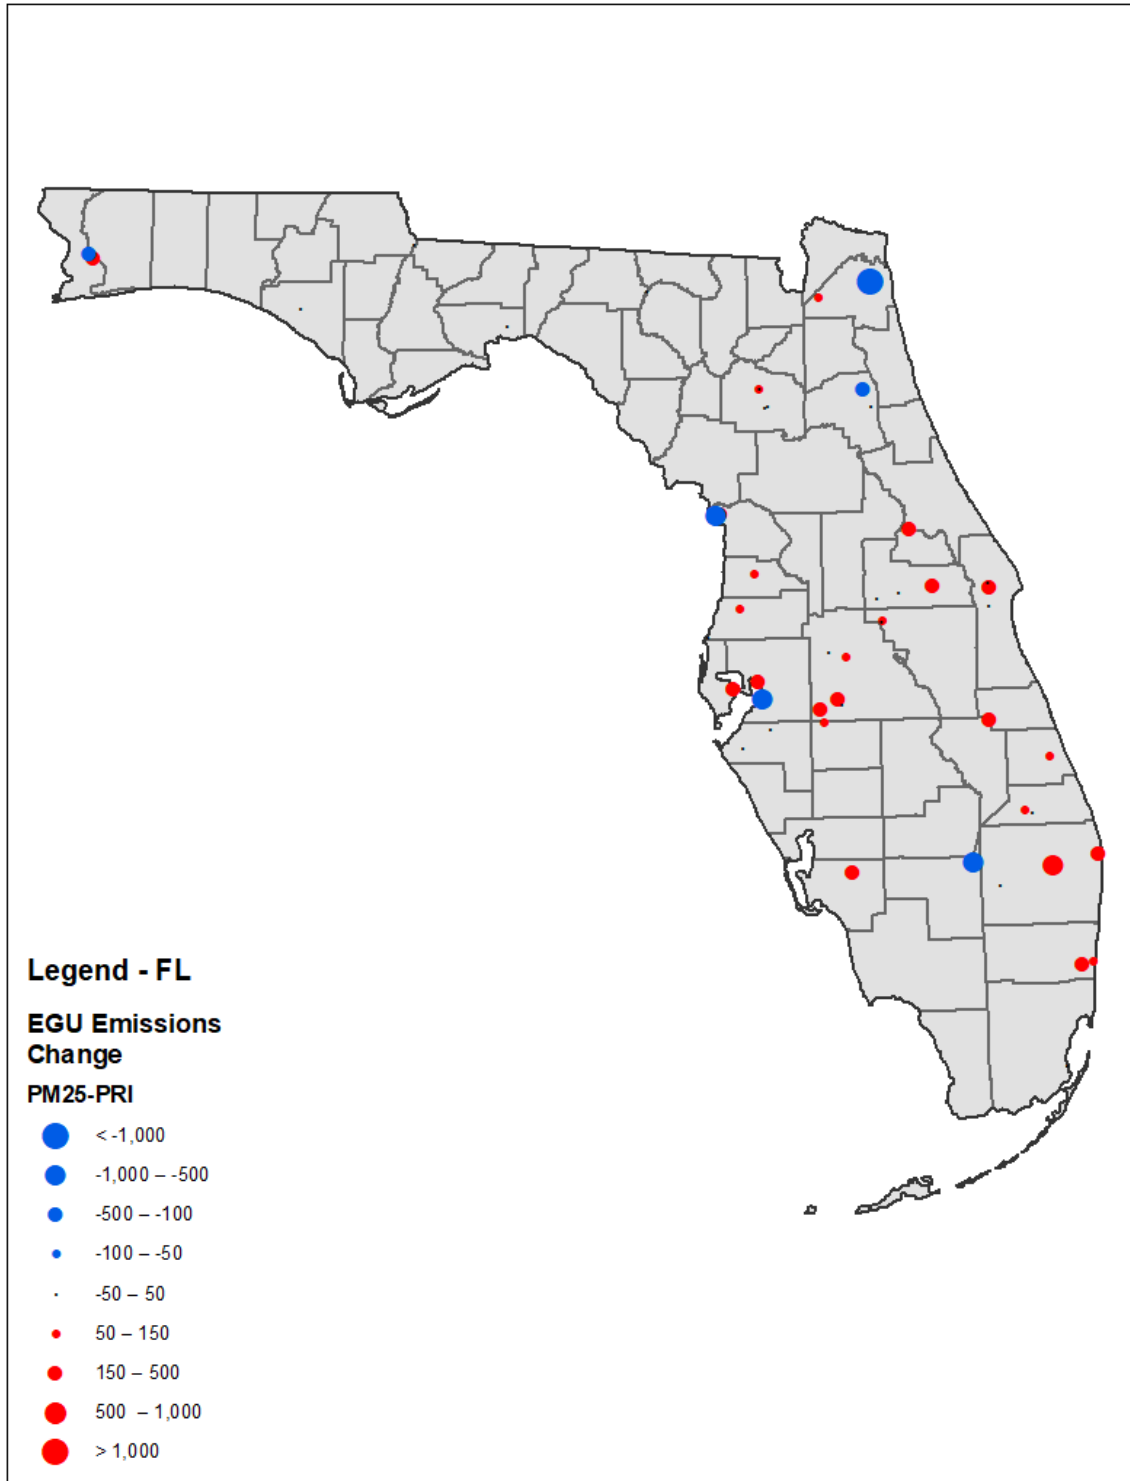 Legend - FL
EGU Emissions
Change
PM25-PRI
< -1,000
-1,000 – -500
-500 – -100
-100 – -50
-50 – 50
50 – 150
150 – 500
500 – 1,000
> 1,000